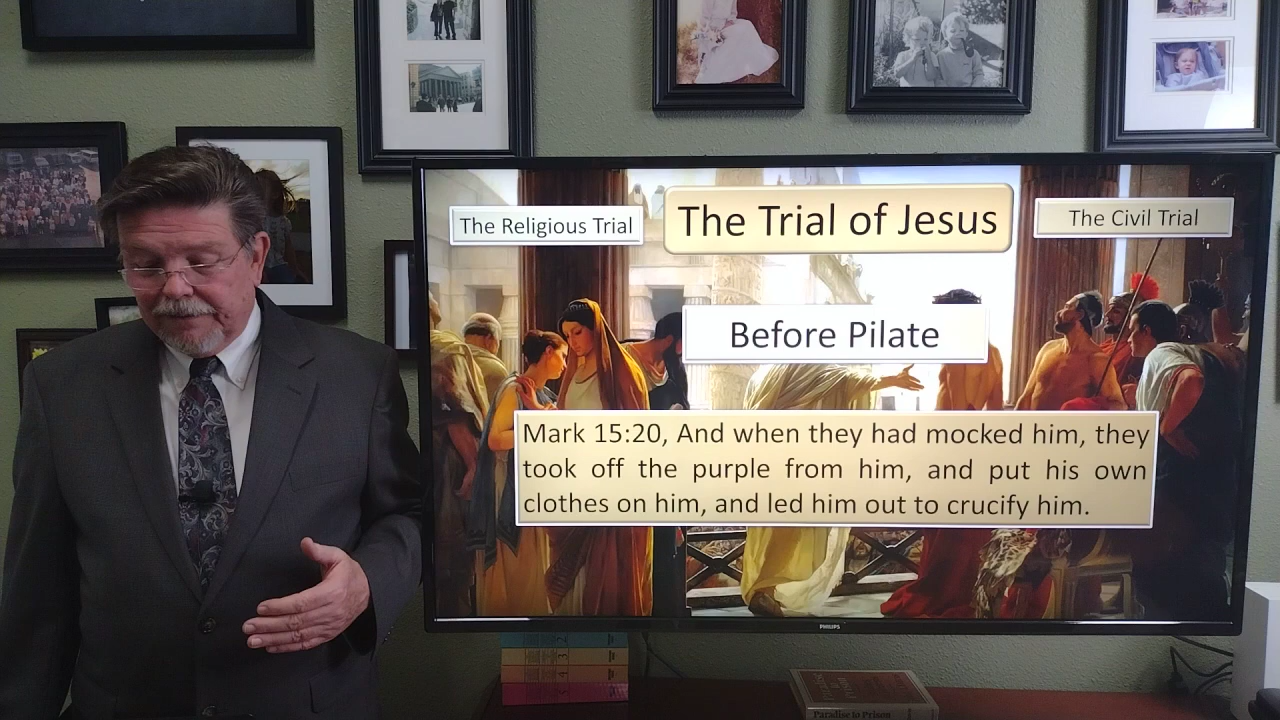 The Religious Trial
The Trial of Jesus
The Civil Trial
Before Pilate
Mark 15:20, And when they had mocked him, they
took off the purple from him, and put his own
clothes on him, and led him out to crucify him.
PHILIPS
Paradise to Prison